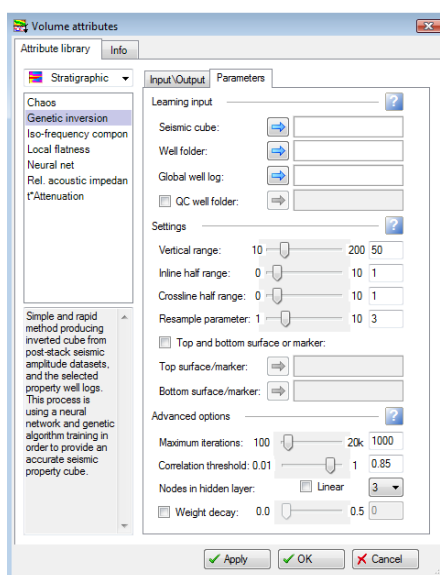 Volume attributes
Attribute library
Info
Stratigraphic
Chaos
Genetic inversion
Iso-frequency compon
Local flatness
Neural net
Rel. acoustic impedan
t*Attenuation
Simple and rapid
method producing
inverted cube from
post-stack seismic
amplitude datasets,
and the selected
property well logs.
This process is
using a neural
network and genetic
algorithm training in
order to provide an
accurate seismic
property cube.
Input\Output
Parameters
Learning input
?
Seismic cube:
Well folder:
Global well log:
QC well folder:
Settings
?
Vertical range: 10 200 50
Inline half range: 0 10 1
Crossline half range: 0 10 1
Resample parameter: 1 10 3
Top and bottom surface or marker:
Top surface/marker:
Bottom surface/marker:
Advanced options
?
Maximum iterations: 100 20k 1000
Correlation threshold: 0.01 1 0.85
Nodes in hidden layer: Linear 3
Weight decay: 0.0 0.5 0
Apply
OK
Cancel